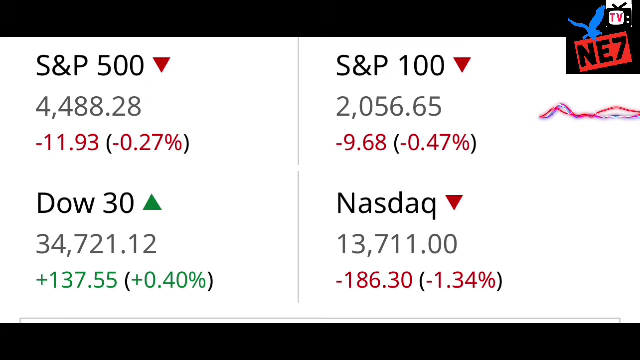 TV
NE7
S&P 500 ▼
4,488.28
-11.93 (-0.27%)
S&P 100 ▼
2,056.65
-9.68 (-0.47%)
Dow 30 ▲
34,721.12
+137.55 (+0.40%)
Nasdaq ▼
13,711.00
-186.30 (-1.34%)